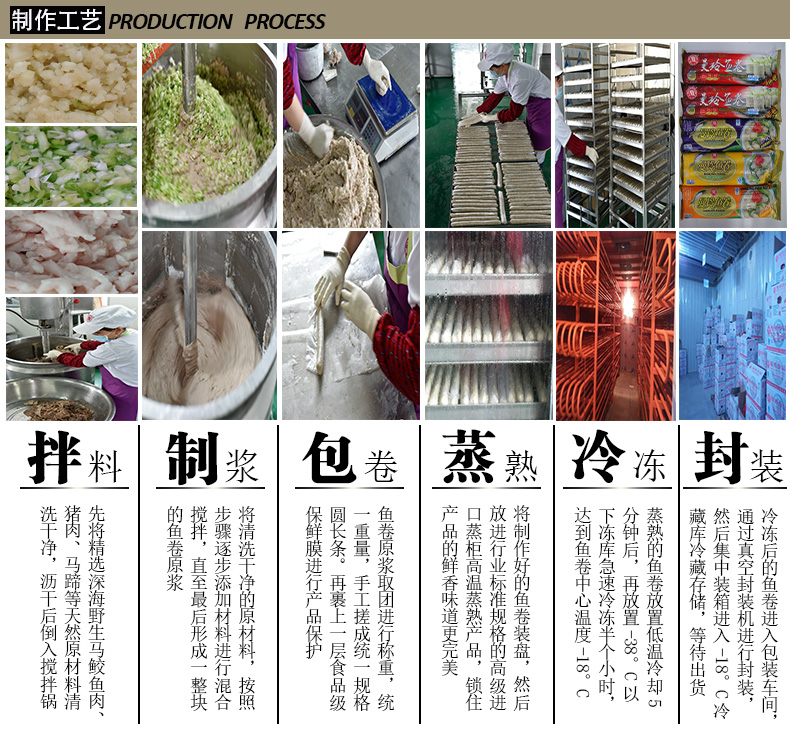 制作工艺 PRODUCTION PROCESS
拌料
先将精选深海野生马鲛鱼肉、
猪肉、马蹄等天然原材料清
洗干净，沥干后倒入搅拌锅
制浆
将清洗干净的原材料，按照
步骤逐步添加材料进行混合
搅拌，直至最后形成一整块
的鱼卷原浆
包卷
鱼卷原浆取团进行称重，统
一重量，手工搓成统一规格
圆长条。再裹上一层食品级
保鲜膜进行产品保护
蒸熟
将制作好的鱼卷装盘，然后
放进行业标准规格的高级进
口蒸柜高温蒸熟产品，锁住
产品的鲜香味道更完美
冷冻
蒸熟的鱼卷放置低温冷却5
分钟后，再放置-38°C以
下冻库急速冷冻半个小时，
达到鱼卷中心温度-18°C
封装
冷冻后的鱼卷进入包装车间，
通过真空封装机进行封装，
然后集中装箱进入-18°C冷
藏库冷藏存储，等待出货